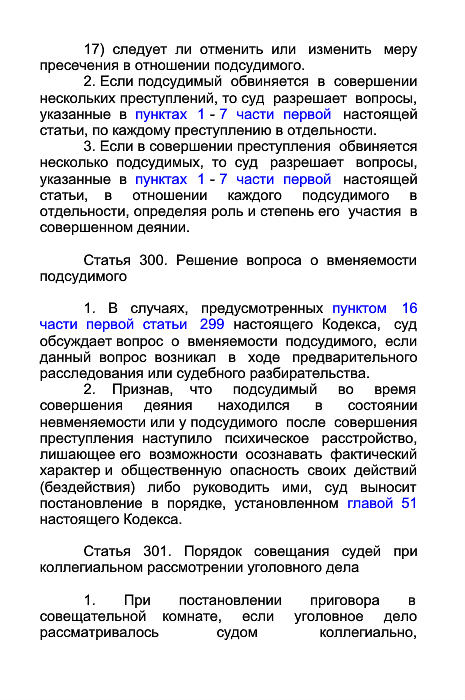 17) следует ли отменить или изменить меру
пресечения в отношении подсудимого.
2. Если подсудимый обвиняется в совершении
нескольких преступлений, то суд разрешает вопросы,
указанные в пунктах 1 - 7 части первой настоящей
статьи, по каждому преступлению в отдельности.
3. Если в совершении преступления обвиняется
несколько подсудимых, то суд разрешает вопросы,
указанные в пунктах 1 - 7 части первой настоящей
статьи, в отношении каждого подсудимого в
отдельности, определяя роль и степень его участия в
совершенном деянии.
Статья 300. Решение вопроса о вменяемости
подсудимого
1. В случаях, предусмотренных пунктом 16
части первой статьи 299 настоящего Кодекса, суд
обсуждает вопрос о вменяемости подсудимого, если
данный вопрос возникал в ходе предварительного
расследования или судебного разбирательства.
2. Признав, что подсудимый во время
совершения деяния находился в состоянии
невменяемости или у подсудимого после совершения
преступления наступило психическое расстройство,
лишающее его возможности осознавать фактический
характер и общественную опасность своих действий
(бездействия) либо руководить ими, суд выносит
постановление в порядке, установленном главой 51
настоящего Кодекса.
Статья 301. Порядок совещания судей при
коллегиальном рассмотрении уголовного дела
1. При постановлении приговора в
совещательной комнате, если уголовное дело
рассматривалось судом коллегиально,